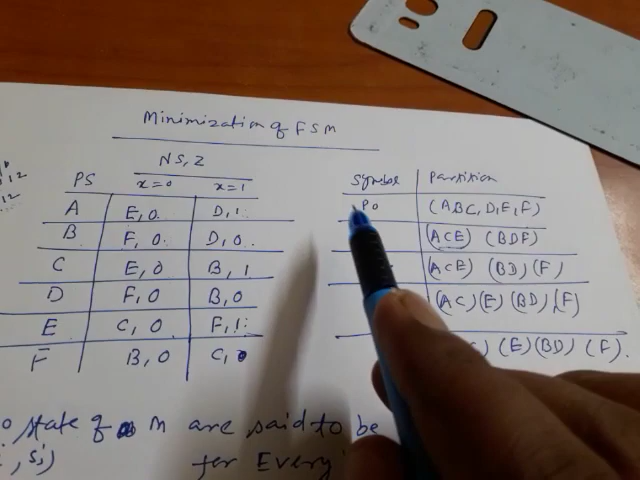 Minimization of FSM
NS, Z
PS x=0 x=1
A E, 0 D, 1
B F, 0 D, 0
C E, 0 B, 1
D F, 0 B, 0
E C, 0 F, 1
F B, 0 C, 0
Symbol Partition
P0 (ABC, D, E, F)
(ACE) (BDF)
(ACE) (BD) (F)
(AC) (E) (BD) (F)
) (E) (BD) (F).
o state of M are said to be
, sj) for Every